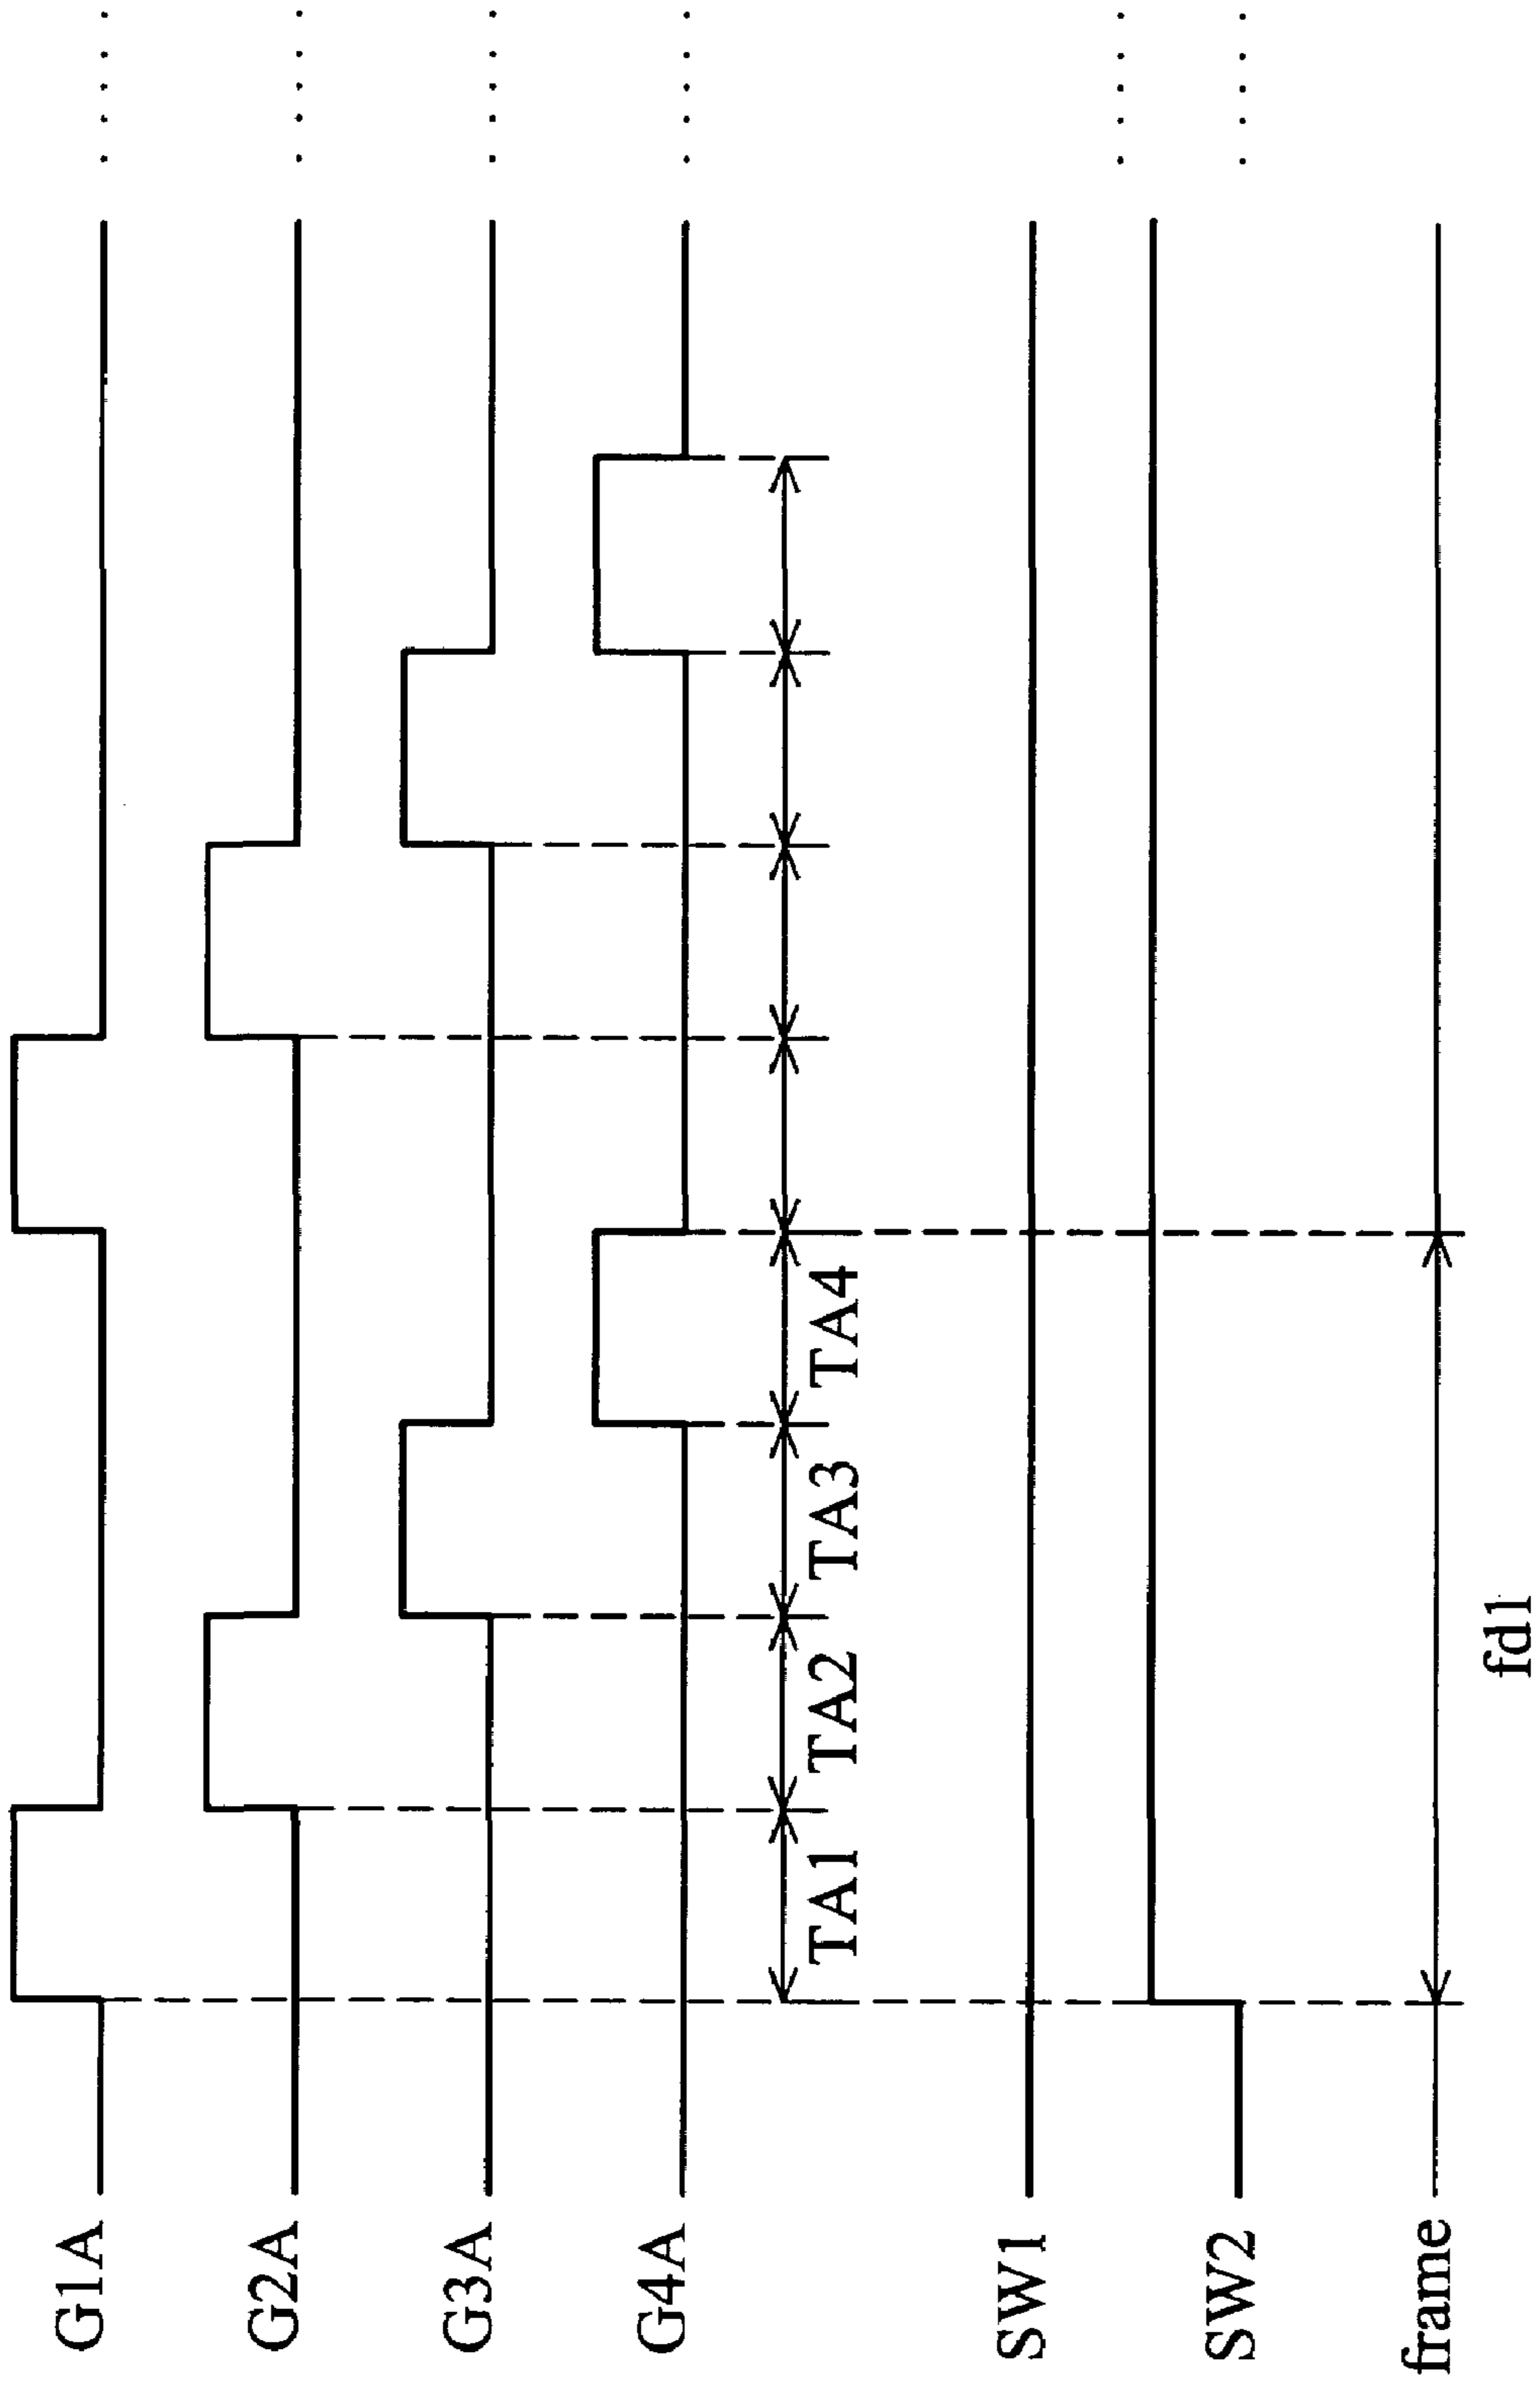 G1A
G2A
G3A
G4A
TA1 TA2 TA3 TA4
SW1
SW2
frame
fd1